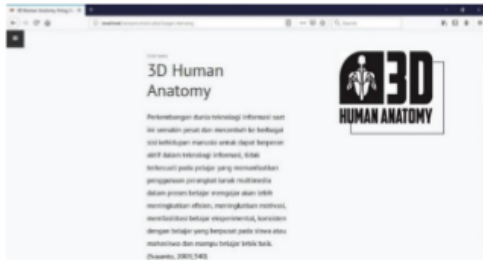 3D Human
Anatomy
Perkembangan dunia teknologi informasi saat
ini semakin pesat dan merambah ke berbagai
sisi kehidupan manusia untuk dapat berperan
aktif dalam teknologi informasi, tidak
terkecuali pada pelajar yang memanfaatkan
penggunaan perangkat lunak multimedia
dalam proses belajar mengajar akan lebih
meningkatkan efisien, meningkatkan motivasi,
memfasilitasi belajar eksperimental, konsisten
dengan belajar yang berpusat pada siswa atau
mahasiswa dan mampu belajar lebih baik.
3D
HUMAN ANATOMY